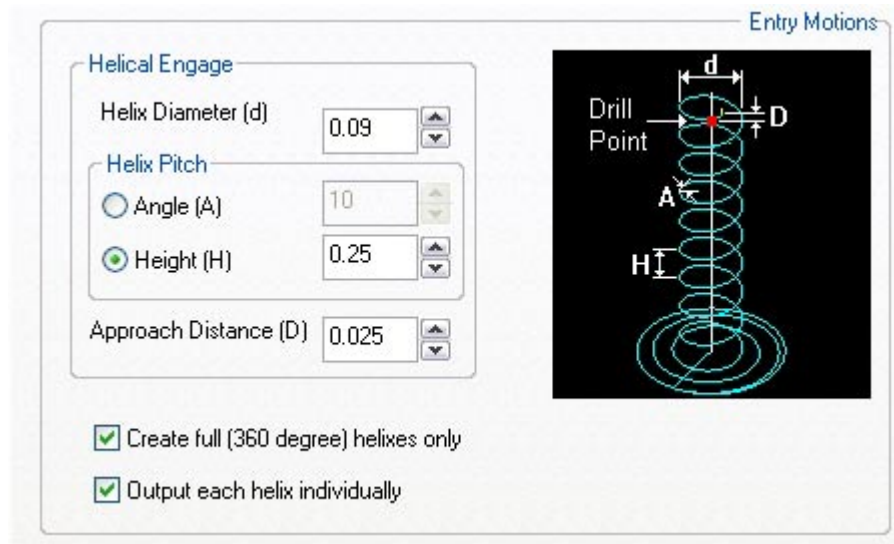 Entry Motions
Helical Engage
Helix Diameter (d)
0.09
Helix Pitch
Angle (A)
10
Height (H)
0.25
Approach Distance (D)
0.025
Create full (360 degree) helixes only
Output each helix individually
d
Drill
Point
D
A
H